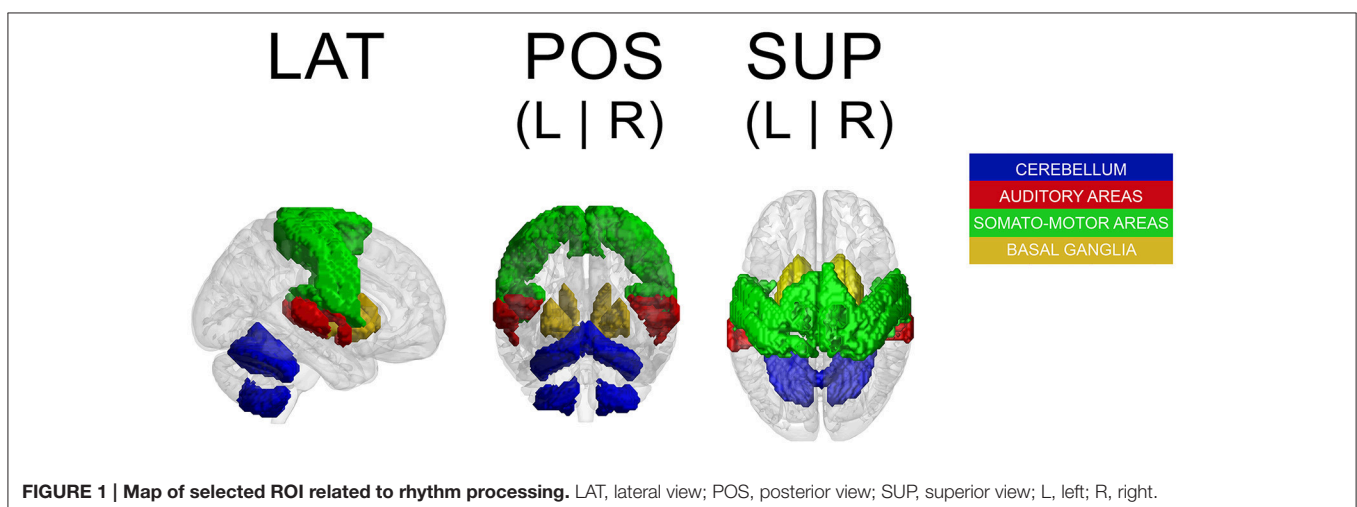 LAT
POS
(L | R)
SUP
(L | R)
CEREBELLUM
AUDITORY AREAS
SOMATO-MOTOR AREAS
BASAL GANGLIA
FIGURE 1 | Map of selected ROI related to rhythm processing. LAT, lateral view; POS, posterior view; SUP, superior view; L, left; R, right.